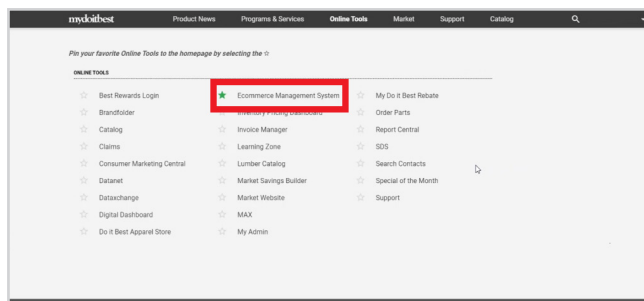 mydoitbest Product News Programs & Services Online Tools Market Support Catalog
Pin your favorite Online Tools to the homepage by selecting the ☆
ONLINE TOOLS
Best Rewards Login
Brandfolder
Catalog
Claims
Consumer Marketing Central
Datanet
Dataxchange
Digital Dashboard
Do it Best Apparel Store
Ecommerce Management System
Inventory Pricing Dashboard
Invoice Manager
Learning Zone
Lumber Catalog
Market Savings Builder
Market Website
MAX
My Admin
My Do it Best Rebate
Order Parts
Report Central
SDS
Search Contacts
Special of the Month
Support